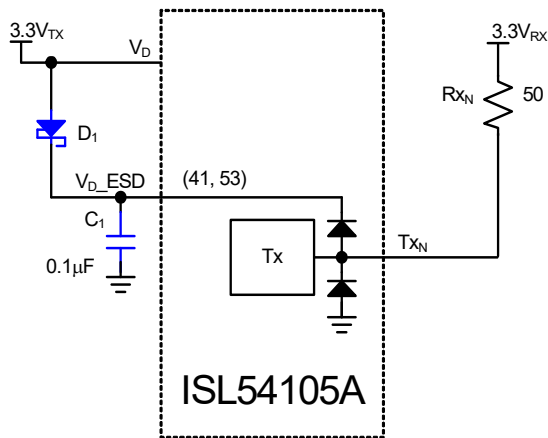 3.3V_TX
V_D
3.3V_RX
Rx_N
50
D_1
V_D_ESD
(41, 53)
C_1
0.1µF
Tx
Tx_N
ISL54105A